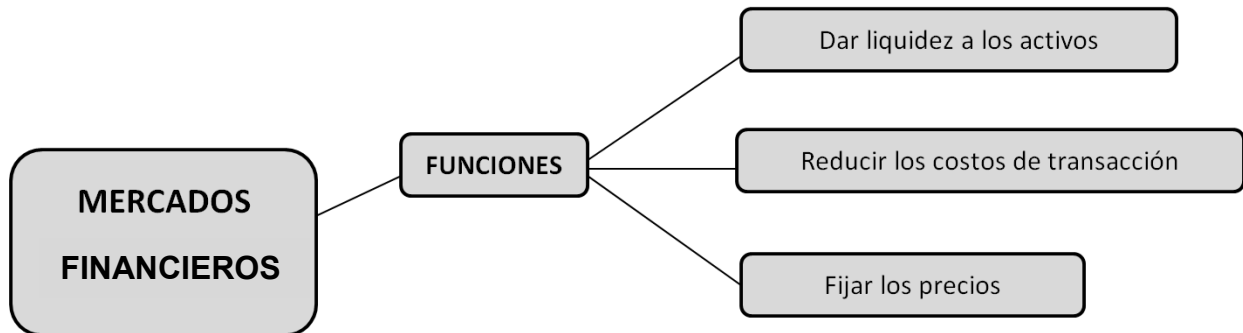 MERCADOS
FINANCIEROS
FUNCIONES
Dar liquidez a los activos
Reducir los costos de transacción
Fijar los precios